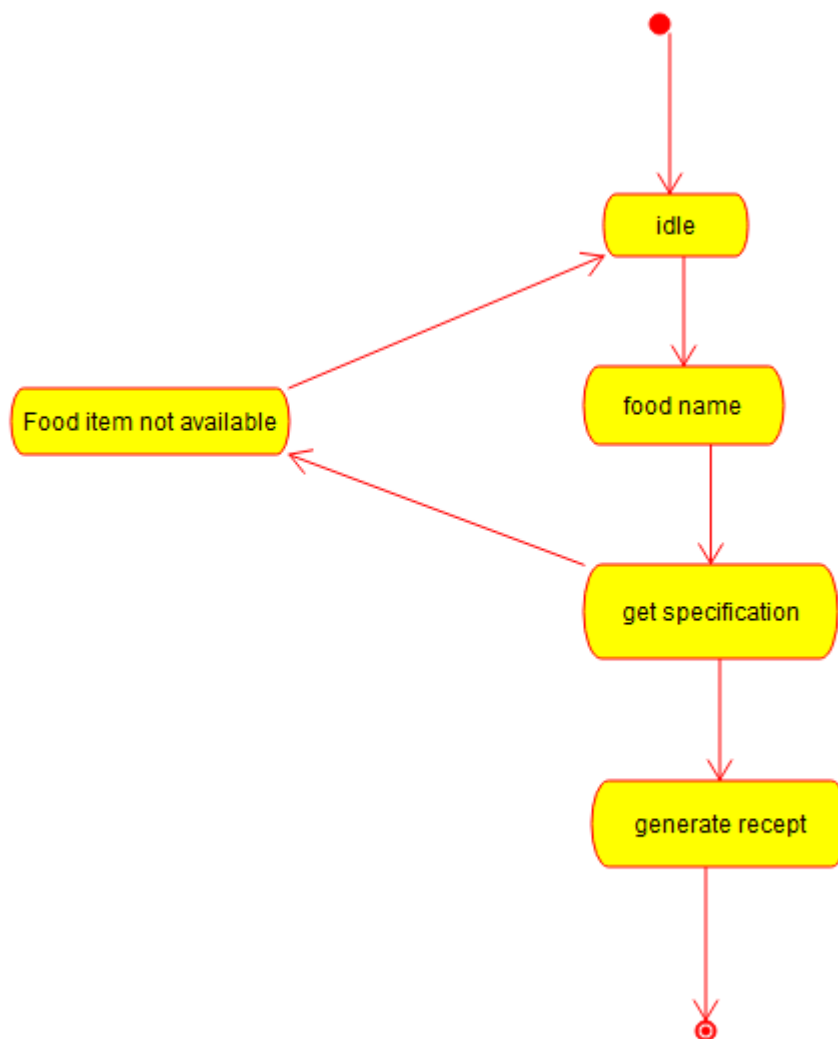 idle
food name
Food item not available
get specification
generate recept